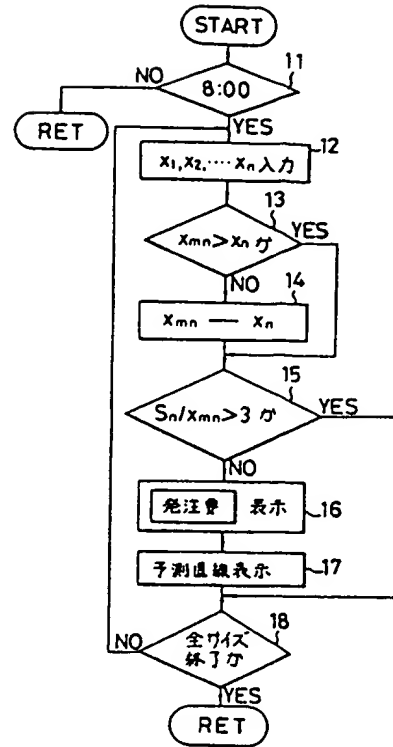 START
11
NO
8:00
RET
YES
12
x₁, x₂, ‥‥ xₙ 入力
13
xₘₙ>xₙ か
YES
NO
14
xₘₙ — xₙ
15
Sₙ/xₘₙ>3 か
YES
NO
発注要 表示
16
予測直線表示
17
18
NO
全サイズ
終了か
YES
RET